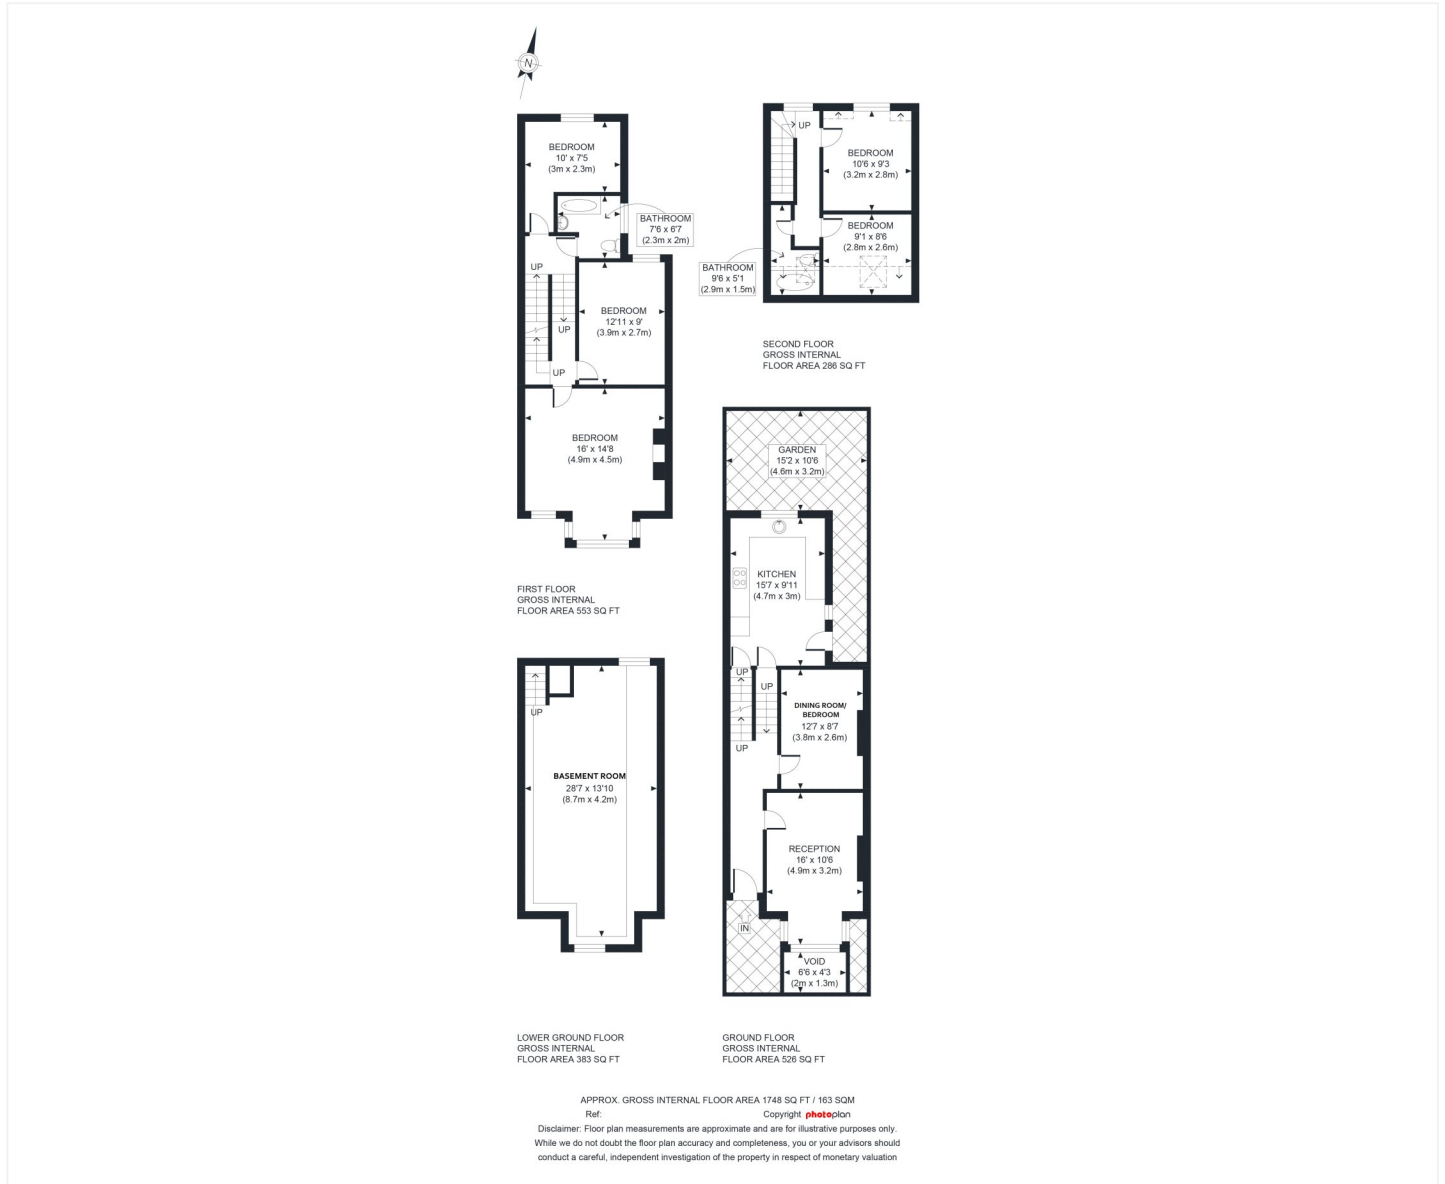 N
BEDROOM
10' x 7'5
(3m x 2.3m)
BATHROOM
7'6 x 6'7
(2.3m x 2m)
UP
BEDROOM
12'11 x 9'
(3.9m x 2.7m)
UP
UP
BEDROOM
16' x 14'8
(4.9m x 4.5m)
FIRST FLOOR
GROSS INTERNAL
FLOOR AREA 553 SQ FT
UP
BEDROOM
10'6 x 9'3
(3.2m x 2.8m)
BEDROOM
9'1 x 8'6
(2.8m x 2.6m)
BATHROOM
9'6 x 5'1
(2.9m x 1.5m)
SECOND FLOOR
GROSS INTERNAL
FLOOR AREA 286 SQ FT
GARDEN
15'2 x 10'6
(4.6m x 3.2m)
KITCHEN
15'7 x 9'11
(4.7m x 3m)
UP
UP
DINING ROOM/
BEDROOM
12'7 x 8'7
(3.8m x 2.6m)
UP
RECEPTION
16' x 10'6
(4.9m x 3.2m)
IN
VOID
6'6 x 4'3
(2m x 1.3m)
UP
BASEMENT ROOM
28'7 x 13'10
(8.7m x 4.2m)
LOWER GROUND FLOOR
GROSS INTERNAL
FLOOR AREA 383 SQ FT
GROUND FLOOR
GROSS INTERNAL
FLOOR AREA 526 SQ FT
APPROX. GROSS INTERNAL FLOOR AREA 1748 SQ FT / 163 SQM
Ref: Copyright photoplan
Disclaimer: Floor plan measurements are approximate and are for illustrative purposes only.
While we do not doubt the floor plan accuracy and completeness, you or your advisors should
conduct a careful, independent investigation of the property in respect of monetary valuation